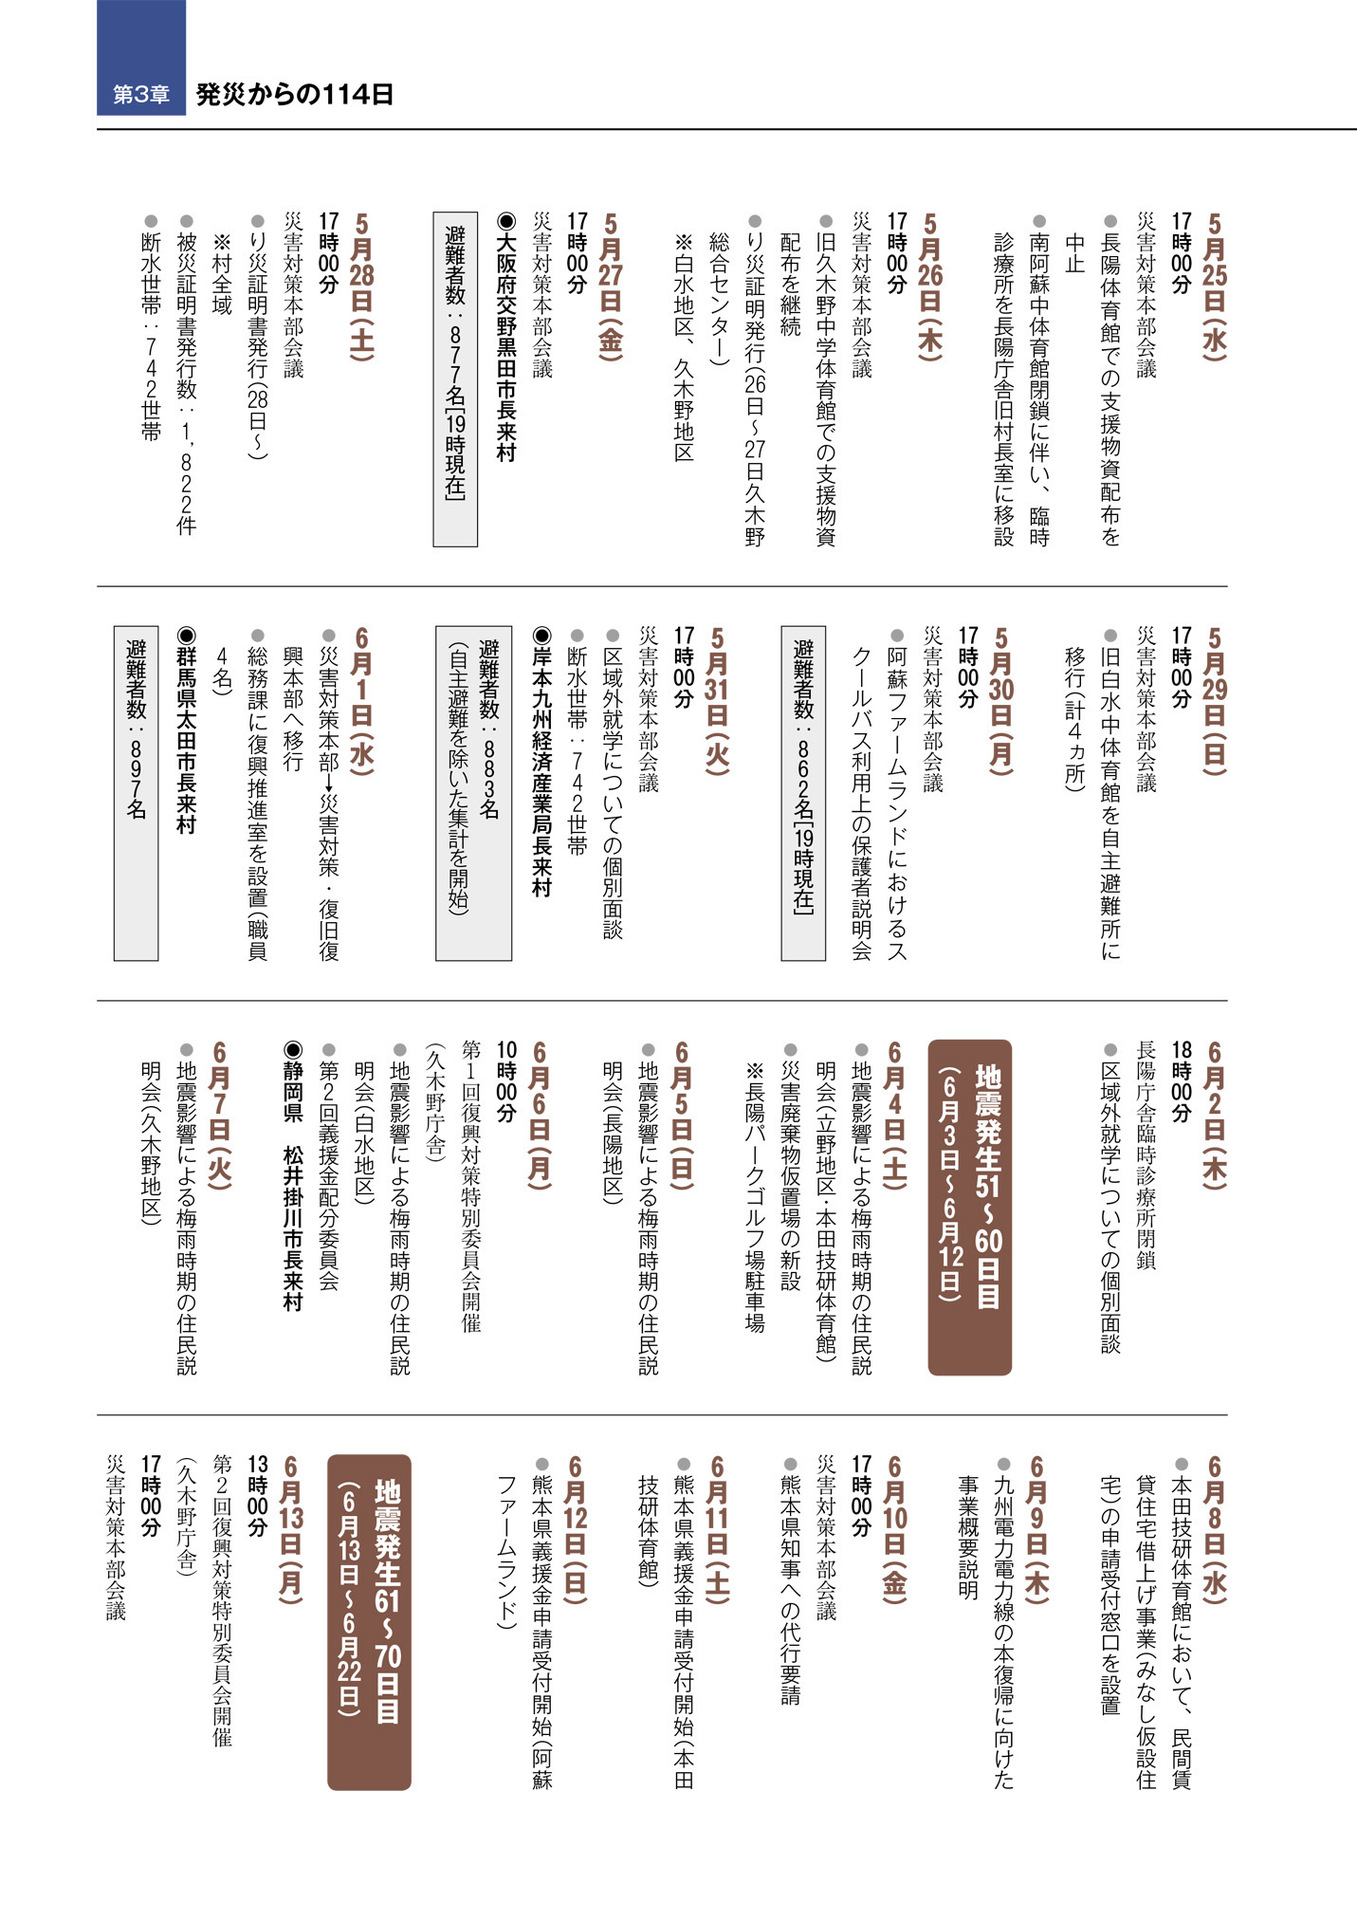 第3章
発災からの114日
5月25日(水)
17時00分
災害対策本部会議
●長陽体育館での支援物資配布を
中止
●南阿蘇中体育館閉鎖に伴い、臨時
診療所を長陽庁舎旧村長室に移設
5月26日(木)
17時00分
災害対策本部会議
●旧久木野中学体育館での支援物資
配布を継続
●り災証明発行(26日〜27日久木野
総合センター)
※白水地区、久木野地区
5月27日(金)
17時00分
災害対策本部会議
◉大阪府交野黒田市長来村
避難者数：877名[19時現在]
5月28日(土)
17時00分
災害対策本部会議
●り災証明書発行(28日〜)
※村全域
●被災証明書発行数：1,822件
●断水世帯：742世帯
5月29日(日)
17時00分
災害対策本部会議
●旧白水中体育館を自主避難所に
移行(計4ヵ所)
5月30日(月)
17時00分
災害対策本部会議
●阿蘇ファームランドにおけるス
クールバス利用上の保護者説明会
避難者数：862名[19時現在]
5月31日(火)
17時00分
災害対策本部会議
●区域外就学についての個別面談
●断水世帯：742世帯
◉岸本九州経済産業局長来村
避難者数：883名
(自主避難を除いた集計を開始)
6月1日(水)
●災害対策本部→災害対策・復旧復
興本部へ移行
●総務課に復興推進室を設置(職員
4名)
◉群馬県太田市長来村
避難者数：897名
6月2日(木)
18時00分
長陽庁舎臨時診療所閉鎖
●区域外就学についての個別面談
地震発生51〜60日目
(6月3日〜6月12日)
6月4日(土)
●地震影響による梅雨時期の住民説
明会(立野地区・本田技研体育館)
●災害廃棄物仮置場の新設
※長陽パークゴルフ場駐車場
6月5日(日)
●地震影響による梅雨時期の住民説
明会(長陽地区)
6月6日(月)
10時00分
第1回復興対策特別委員会開催
(久木野庁舎)
●地震影響による梅雨時期の住民説
明会(白水地区)
●第2回義援金配分委員会
◉静岡県　松井掛川市長来村
6月7日(火)
●地震影響による梅雨時期の住民説
明会(久木野地区)
6月8日(水)
●本田技研体育館において、民間賃
貸住宅借上げ事業(みなし仮設住
宅)の申請受付窓口を設置
6月9日(木)
●九州電力電力線の本復帰に向けた
事業概要説明
6月10日(金)
17時00分
災害対策本部会議
●熊本県知事への代行要請
6月11日(土)
●熊本県義援金申請受付開始(本田
技研体育館)
6月12日(日)
●熊本県義援金申請受付開始(阿蘇
ファームランド)
地震発生61〜70日目
(6月13日〜6月22日)
6月13日(月)
13時00分
第2回復興対策特別委員会開催
(久木野庁舎)
17時00分
災害対策本部会議